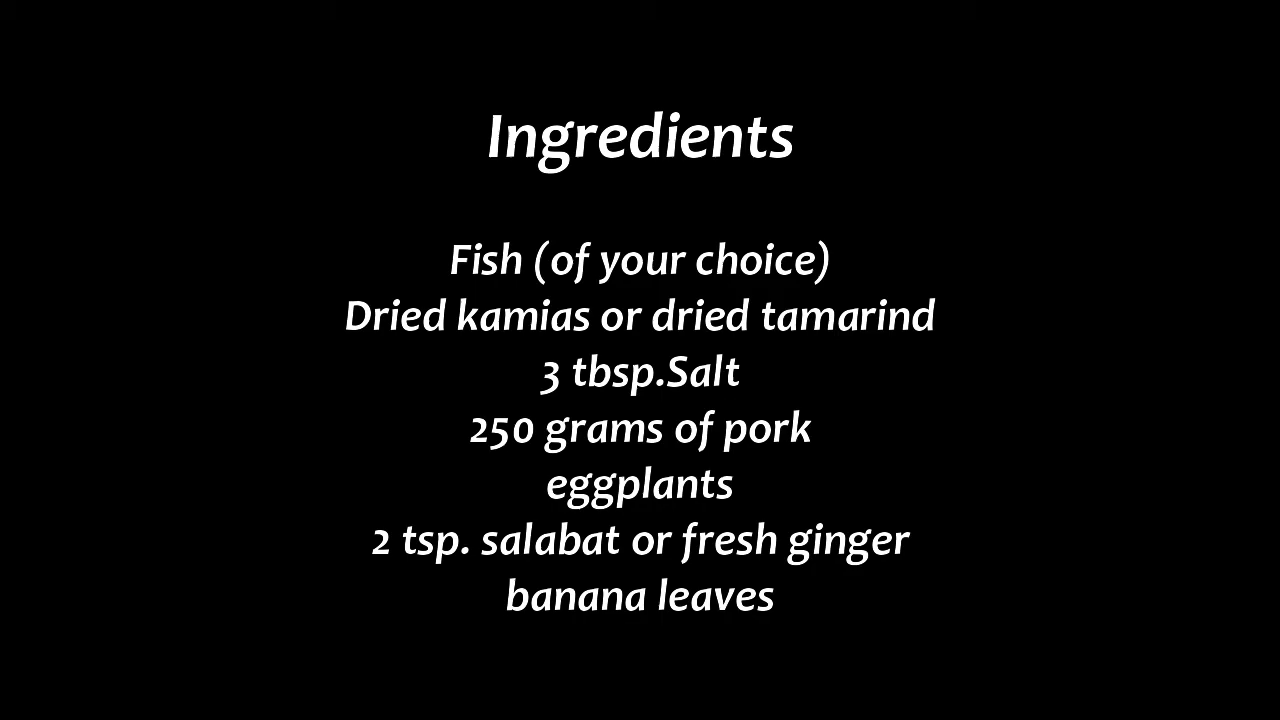 Ingredients
Fish (of your choice)
Dried kamias or dried tamarind
3 tbsp.Salt
250 grams of pork
eggplants
2 tsp. salabat or fresh ginger
banana leaves